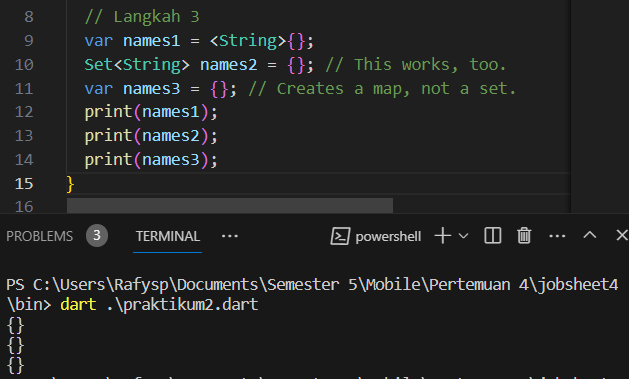 8 // Langkah 3
9 var names1 = <String>{};
10 Set<String> names2 = {}; // This works, too.
11 var names3 = {}; // Creates a map, not a set.
12 print(names1);
13 print(names2);
14 print(names3);
15 }
16
PROBLEMS 3 TERMINAL ··· powershell
PS C:\Users\Rafysp\Documents\Semester 5\Mobile\Pertemuan 4\jobsheet4
\bin> dart .\praktikum2.dart
{}
{}
{}